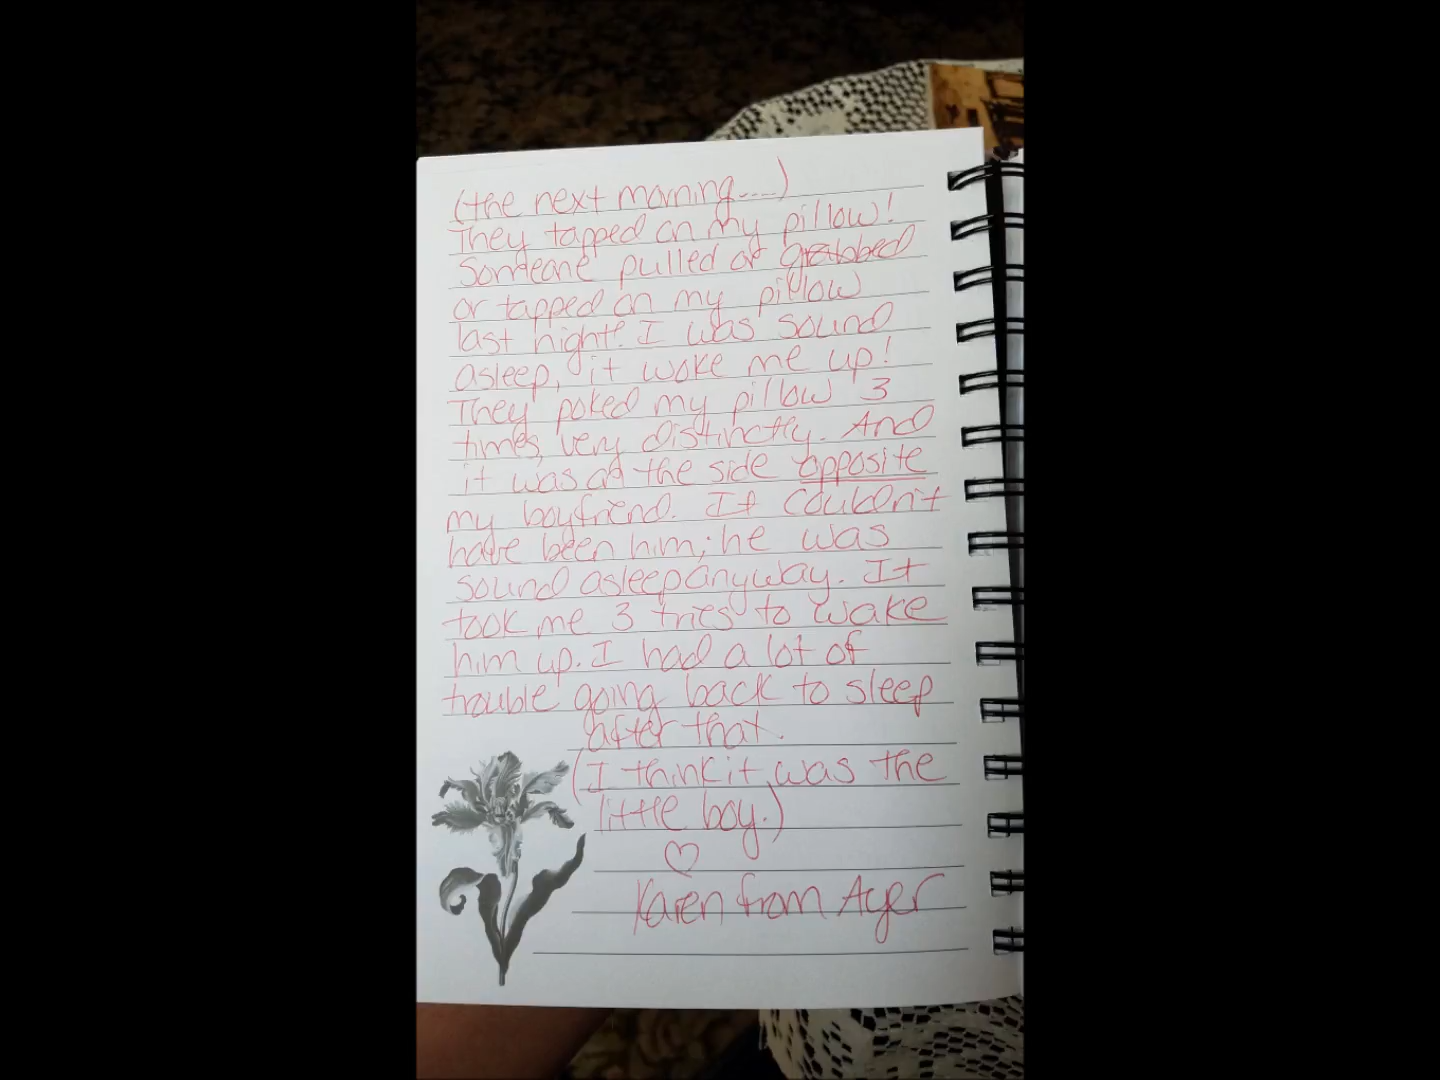 (the next morning....)
They tapped on my pillow!
Someone pulled or grabbed
or tapped on my pillow
last night! I was sound
asleep, it woke me up!
They poked my pillow 3
times, very distinctly. And
it was at the side opposite
my boyfriend. It couldn't
have been him; he was
sound asleep anyway. It
took me 3 tries to wake
him up. I had a lot of
trouble going back to sleep
after that.
(I think it was the
little boy.)
♡
Karen from Ayer